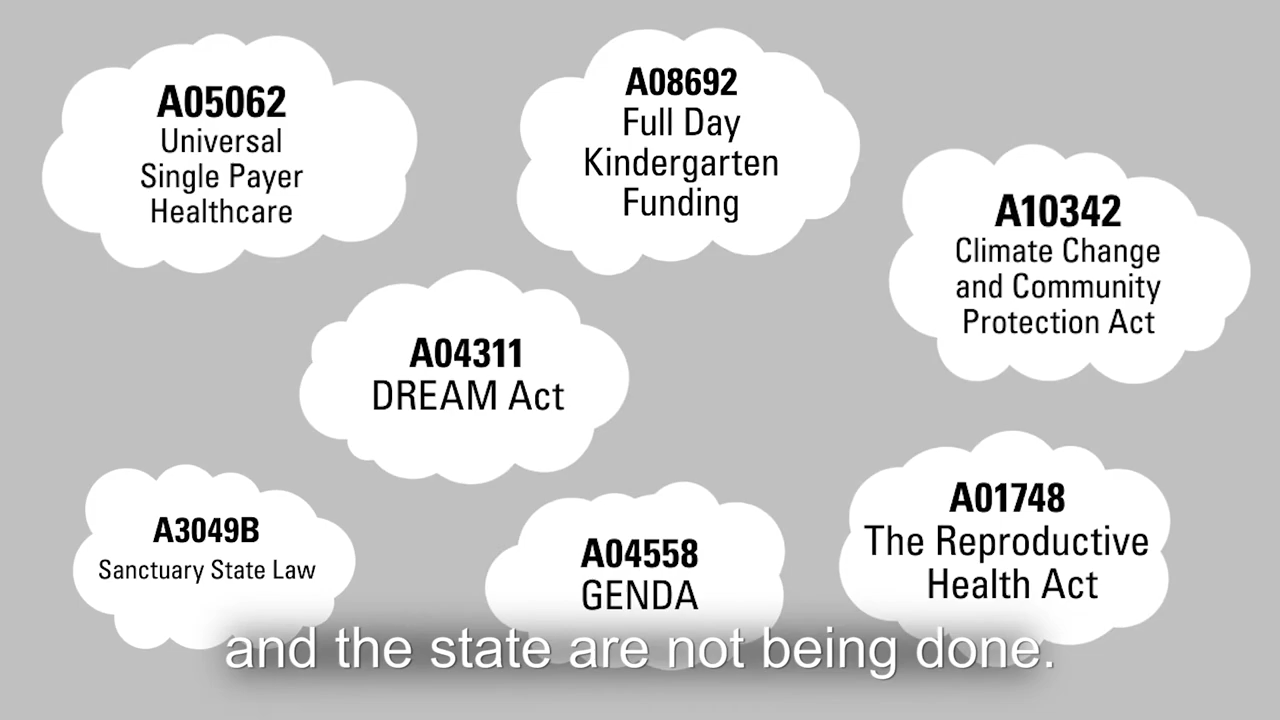 A05062
Universal
Single Payer
Healthcare
A08692
Full Day
Kindergarten
Funding
A10342
Climate Change
and Community
Protection Act
A04311
DREAM Act
A3049B
Sanctuary State Law
A04558
GENDA
A01748
The Reproductive
Health Act
and the state are not being done.